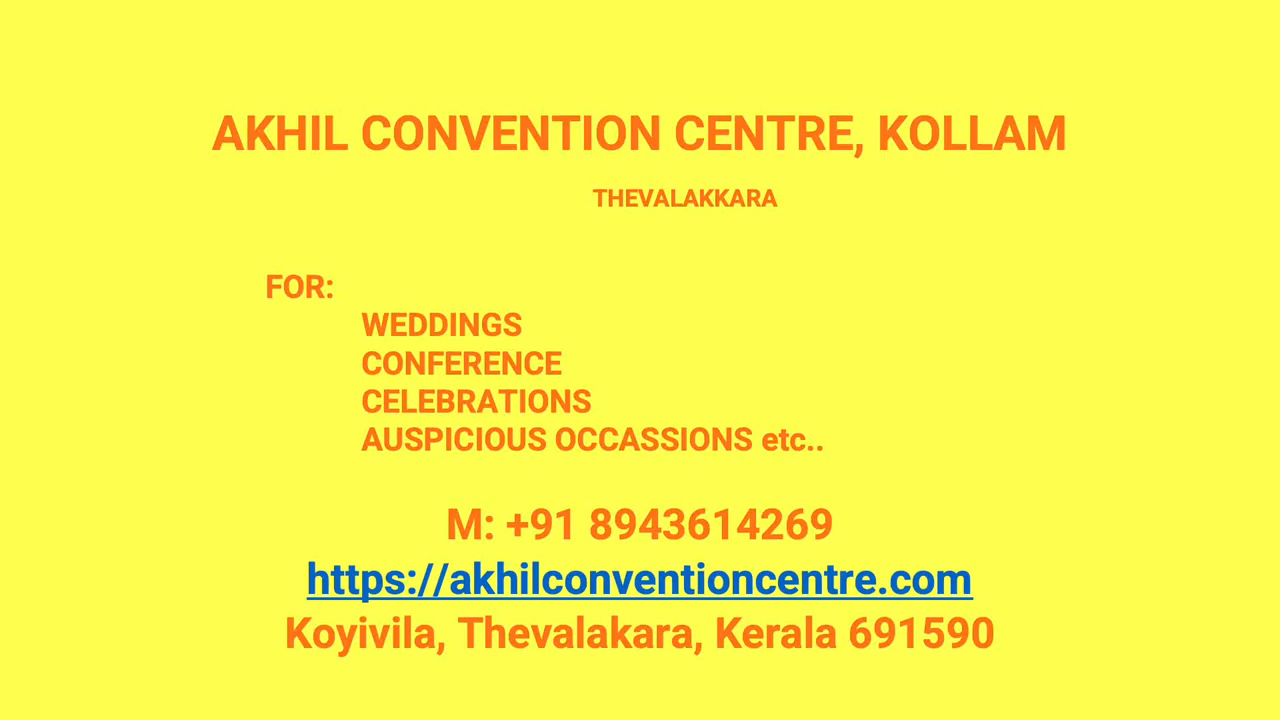 AKHIL CONVENTION CENTRE, KOLLAM
THEVALAKKARA
FOR:
WEDDINGS
CONFERENCE
CELEBRATIONS
AUSPICIOUS OCCASSIONS etc..
M: +91 8943614269
https://akhilconventioncentre.com
Koyivila, Thevalakara, Kerala 691590